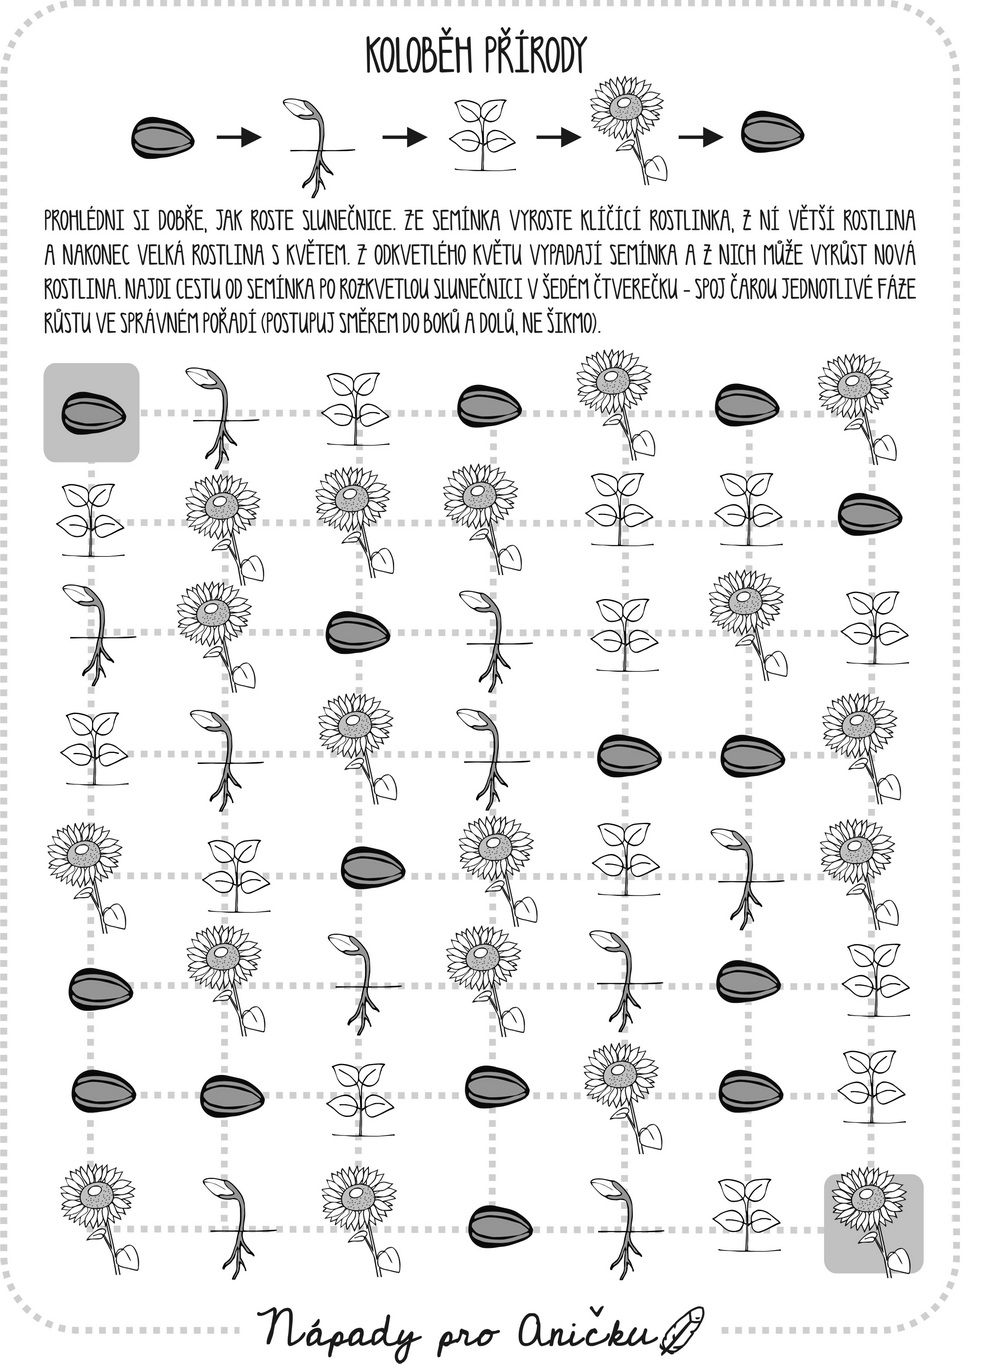 KOLOBĚH PŘÍRODY
PROHLÉDNI SI DOBŘE, JAK ROSTE SLUNEČNICE. ZE SEMÍNKA VYROSTE KLÍČÍCÍ ROSTLINKA, Z NÍ VĚTŠÍ ROSTLINA
A NAKONEC VELKÁ ROSTLINA S KVĚTEM. Z ODKVETLÉHO KVĚTU VYPADAJÍ SEMÍNKA A Z NICH MŮŽE VYRŮST NOVÁ
ROSTLINA. NAJDI CESTU OD SEMÍNKA PO ROZKVETLOU SLUNEČNICI V ŠEDÉM ČTVEREČKU - SPOJ ČAROU JEDNOTLIVÉ FÁZE
RŮSTU VE SPRÁVNÉM POŘADÍ (POSTUPUJ SMĚREM DO BOKŮ A DOLŮ, NE ŠIKMO).
Nápady pro Aničku